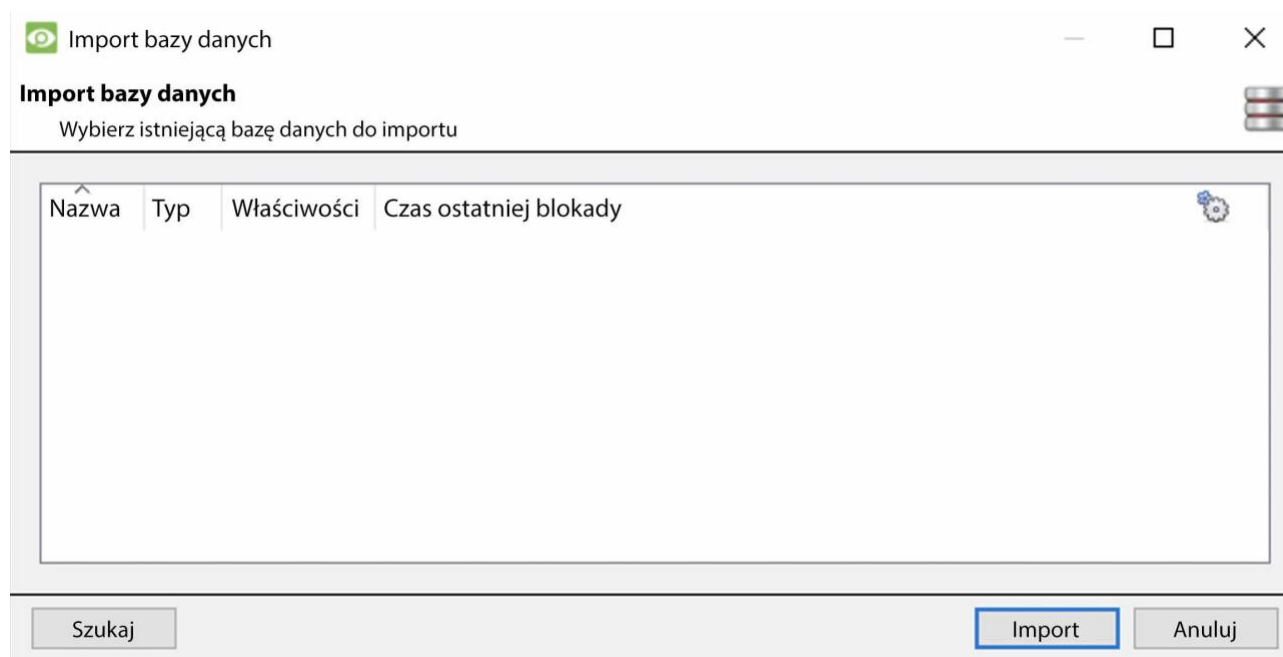 Import bazy danych
Import bazy danych
Wybierz istniejącą bazę danych do importu
Nazwa Typ Właściwości Czas ostatniej blokady
Szukaj Import Anuluj